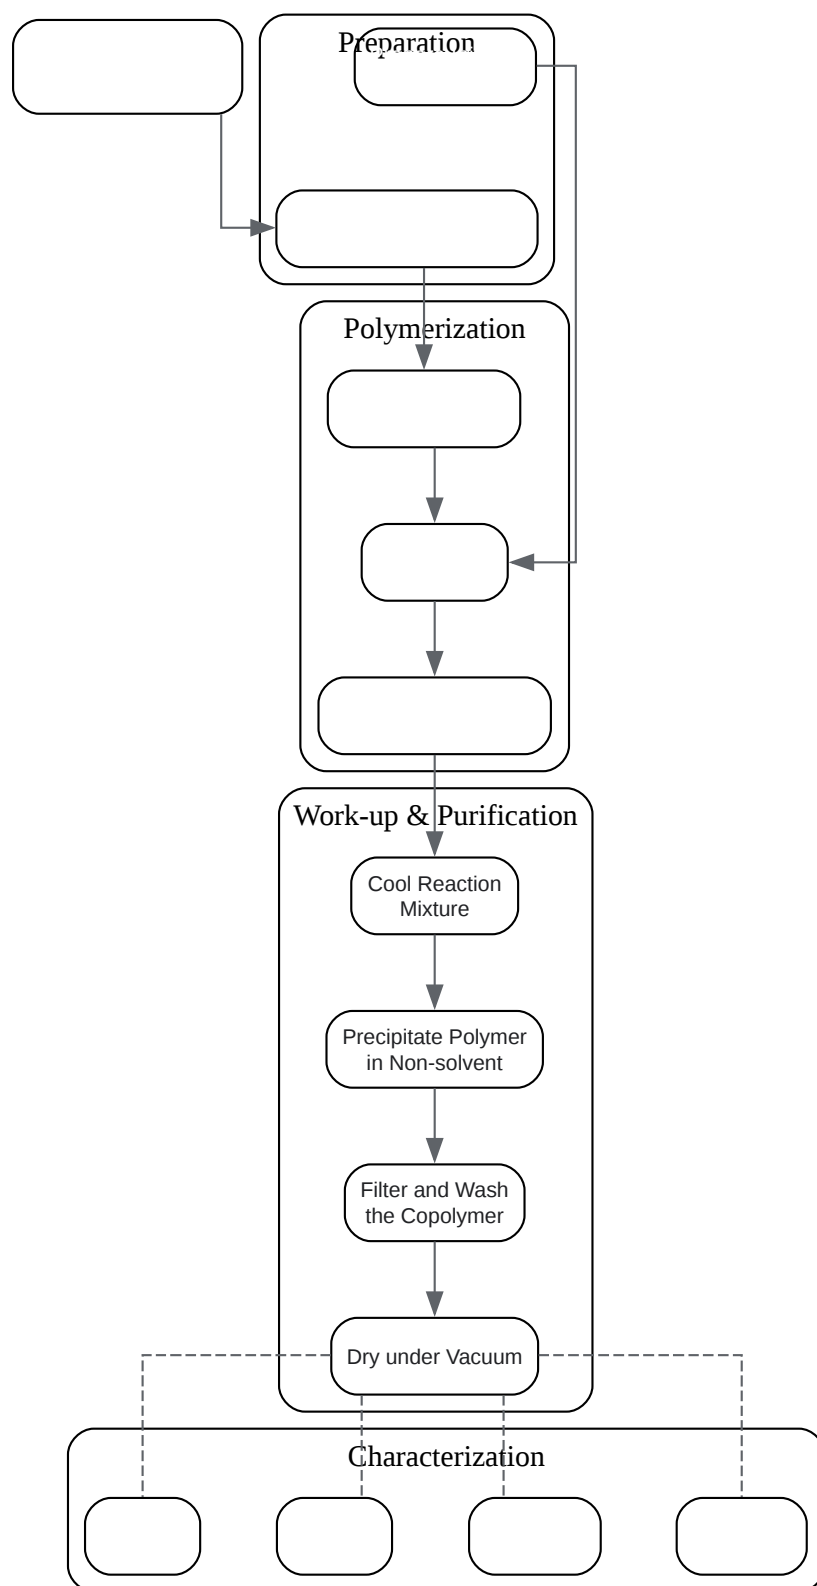 Preparation
Polymerization
Work-up & Purification
Cool Reaction
Mixture
Precipitate Polymer
in Non-solvent
Filter and Wash
the Copolymer
Dry under Vacuum
Characterization